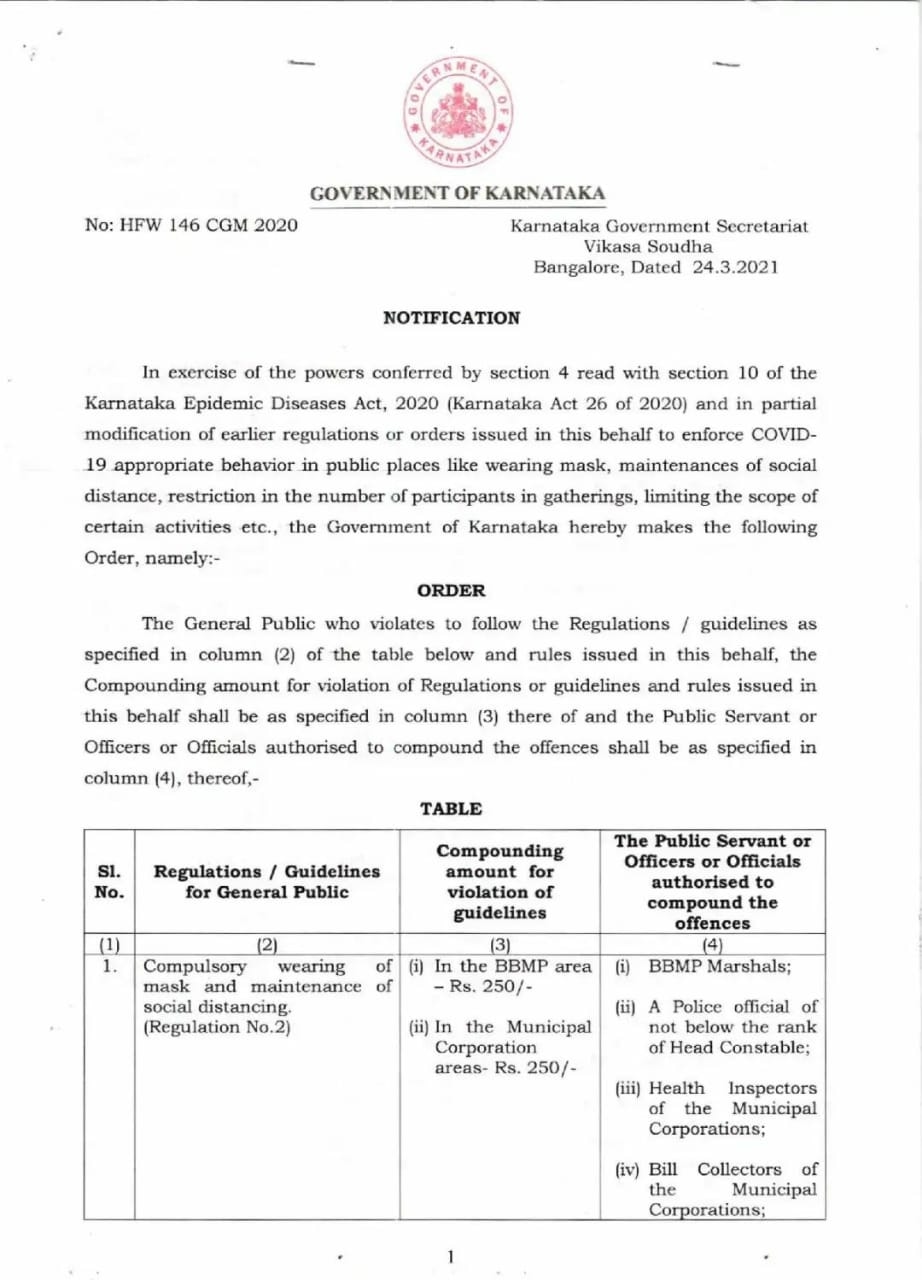 GOVERNMENT OF KARNATAKA
GOVERNMENT OF KARNATAKA
No: HFW 146 CGM 2020
Karnataka Government Secretariat
Vikasa Soudha
Bangalore, Dated 24.3.2021
NOTIFICATION
In exercise of the powers conferred by section 4 read with section 10 of the
Karnataka Epidemic Diseases Act, 2020 (Karnataka Act 26 of 2020) and in partial
modification of earlier regulations or orders issued in this behalf to enforce COVID-
19 appropriate behavior in public places like wearing mask, maintenances of social
distance, restriction in the number of participants in gatherings, limiting the scope of
certain activities etc., the Government of Karnataka hereby makes the following
Order, namely:-
ORDER
The General Public who violates to follow the Regulations / guidelines as
specified in column (2) of the table below and rules issued in this behalf, the
Compounding amount for violation of Regulations or guidelines and rules issued in
this behalf shall be as specified in column (3) there of and the Public Servant or
Officers or Officials authorised to compound the offences shall be as specified in
column (4), thereof,-
TABLE
Sl.
No.
Regulations / Guidelines
for General Public
Compounding
amount for
violation of
guidelines
The Public Servant or
Officers or Officials
authorised to
compound the
offences
(1)
(2)
(3)
(4)
1.
Compulsory wearing of
mask and maintenance of
social distancing.
(Regulation No.2)
(i) In the BBMP area
– Rs. 250/-
(ii) In the Municipal
Corporation
areas- Rs. 250/-
(i) BBMP Marshals;
(ii) A Police official of
not below the rank
of Head Constable;
(iii) Health Inspectors
of the Municipal
Corporations;
(iv) Bill Collectors of
the Municipal
Corporations;
1